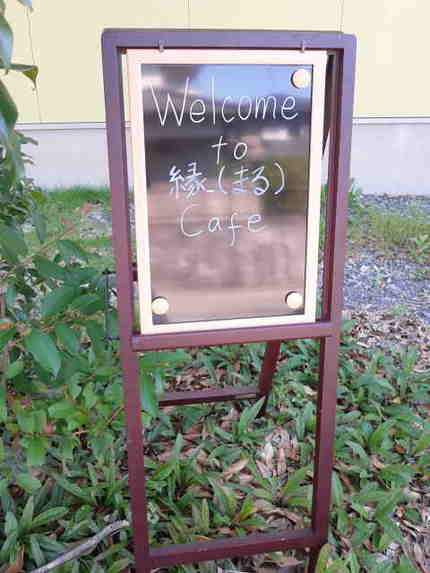 Welcome
to
縁(まる)
Cafe